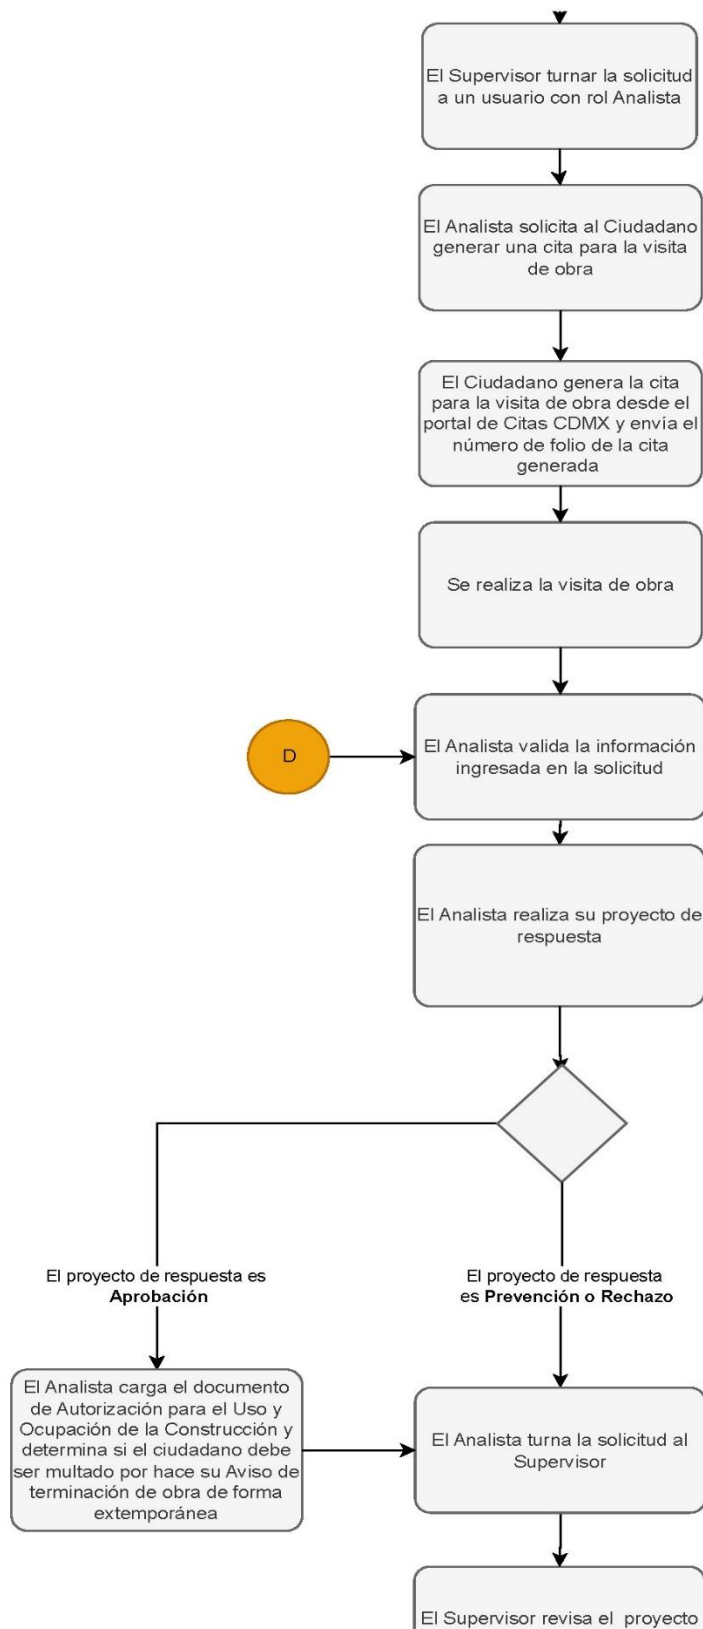 El Supervisor turnar la solicitud
a un usuario con rol Analista
El Analista solicita al Ciudadano
generar una cita para la visita
de obra
El Ciudadano genera la cita
para la visita de obra desde el
portal de Citas CDMX y envía el
número de folio de la cita
generada
Se realiza la visita de obra
D
El Analista valida la información
ingresada en la solicitud
El Analista realiza su proyecto de
respuesta
El proyecto de respuesta es
Aprobación
El proyecto de respuesta
es Prevención o Rechazo
El Analista carga el documento
de Autorización para el Uso y
Ocupación de la Construcción y
determina si el ciudadano debe
ser multado por hace su Aviso de
terminación de obra de forma
extemporánea
El Analista turna la solicitud al
Supervisor
El Supervisor revisa el proyecto